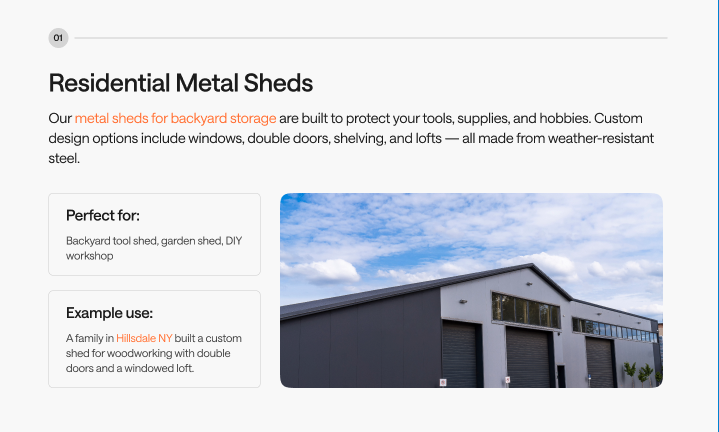 01
Residential Metal Sheds
Our metal sheds for backyard storage are built to protect your tools, supplies, and hobbies. Custom
design options include windows, double doors, shelving, and lofts — all made from weather-resistant
steel.
Perfect for:
Backyard tool shed, garden shed, DIY
workshop
Example use:
A family in Hillsdale NY built a custom
shed for woodworking with double
doors and a windowed loft.